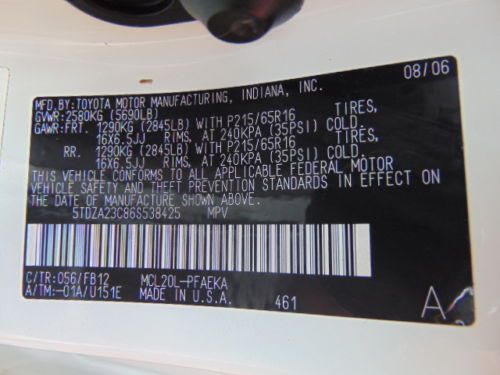 08/06
MFD.BY:TOYOTA MOTOR MANUFACTURING, INDIANA, INC.
GVWR:2580KG (5690LB)
GAWR:FRT. 1290KG (2845LB) WITH P215/65R16 TIRES,
16X6.5JJ RIMS, AT 240KPA (35PSI) COLD.
RR. 1290KG (2845LB) WITH P215/65R16 TIRES,
16X6.5JJ RIMS, AT 240KPA (35PSI) COLD.
THIS VEHICLE CONFORMS TO ALL APPLICABLE FEDERAL MOTOR
VEHICLE SAFETY AND THEFT PREVENTION STANDARDS IN EFFECT ON
THE DATE OF MANUFACTURE SHOWN ABOVE.
5TDZA23C86S538425 MPV
C/TR:056/FB12 MCL20L-PFAEKA
A/TM:-01A/U151E MADE IN U.S.A. 461 A